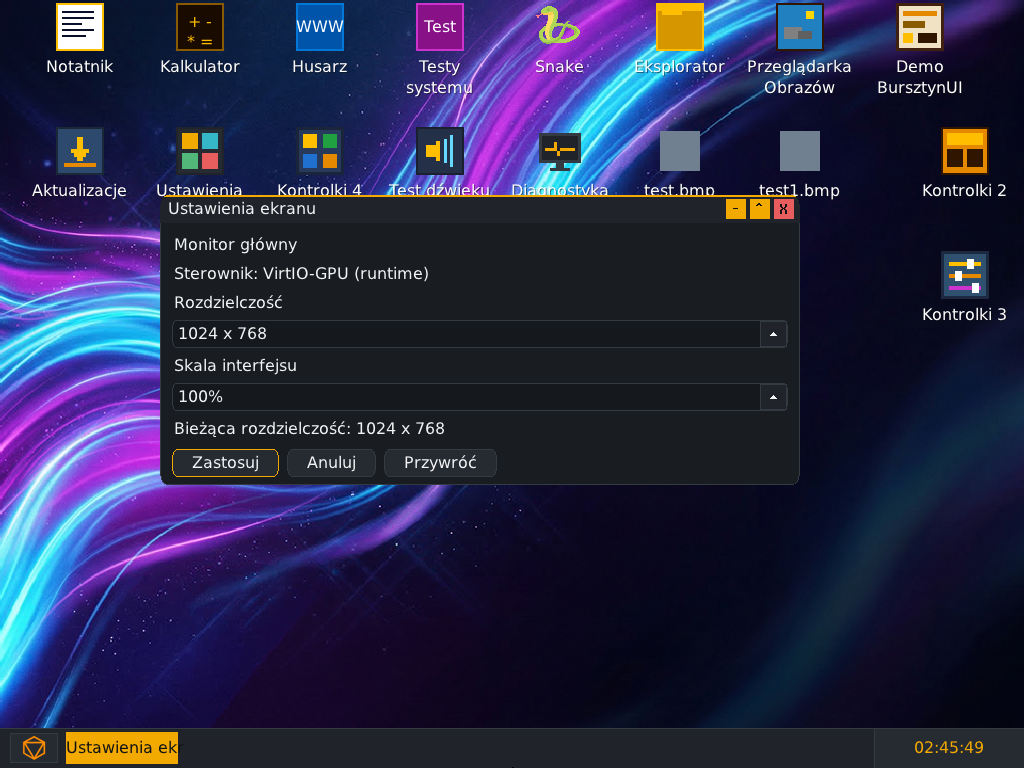 + -
* =
WWW
Test
Notatnik
Kalkulator
Husarz
Testy
systemu
Snake
Eksplorator
Przeglądarka
Obrazów
Demo
BursztynUI
Aktualizacje
Ustawienia
Kontrolki 4
Test dźwięku
Diagnostyka
test.bmp
test1.bmp
Kontrolki 2
Ustawienia ekranu
- ^ X
Monitor główny
Sterownik: VirtIO-GPU (runtime)
Rozdzielczość
1024 x 768
Skala interfejsu
100%
Bieżąca rozdzielczość: 1024 x 768
Zastosuj
Anuluj
Przywróć
Kontrolki 3
Ustawienia ekr
02:45:49